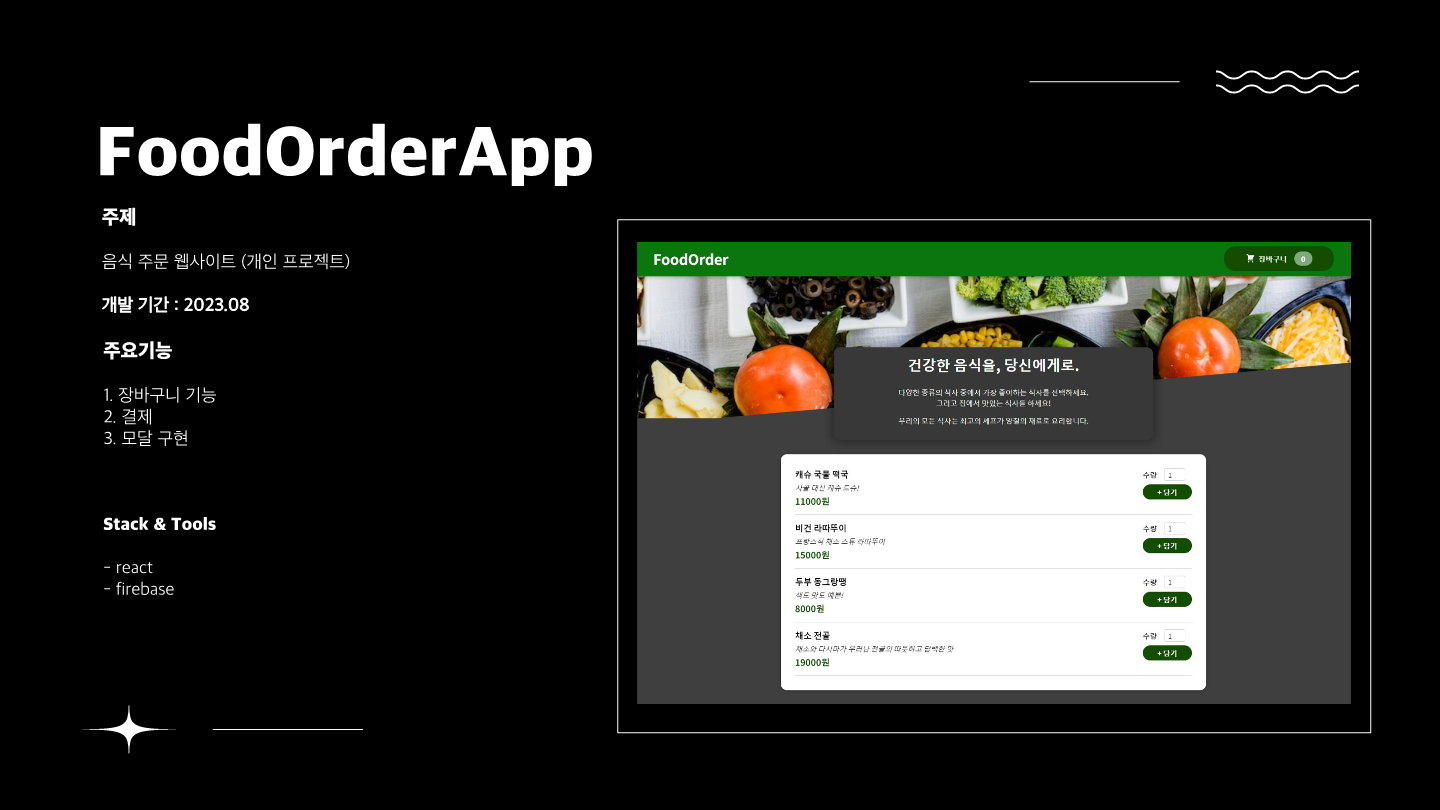 FoodOrderApp
주제
음식 주문 웹사이트 (개인 프로젝트)
개발 기간 : 2023.08
주요기능
1. 장바구니 기능
2. 결제
3. 모달 구현
Stack & Tools
- react
- firebase
FoodOrder
장바구니 0
건강한 음식을, 당신에게로.
다양한 종류의 식사 중에서 가장 좋아하는 식사를 선택하세요.
그리고 집에서 맛있는 식사를 하세요!
우리의 모든 식사는 최고의 셰프가 양질의 재료로 요리합니다.
캐슈 국물 떡국
수량 1
사골 대신 캐슈 드슈!
+ 담기
11000원
비건 라따뚜이
수량 1
프랑스식 채소 스튜 라따뚜이
+ 담기
15000원
두부 동그랑땡
수량 1
색도 맛도 예쁜!
+ 담기
8000원
채소 전골
수량 1
채소와 다시마가 우러난 전골의 따뜻하고 담백한 맛
+ 담기
19000원